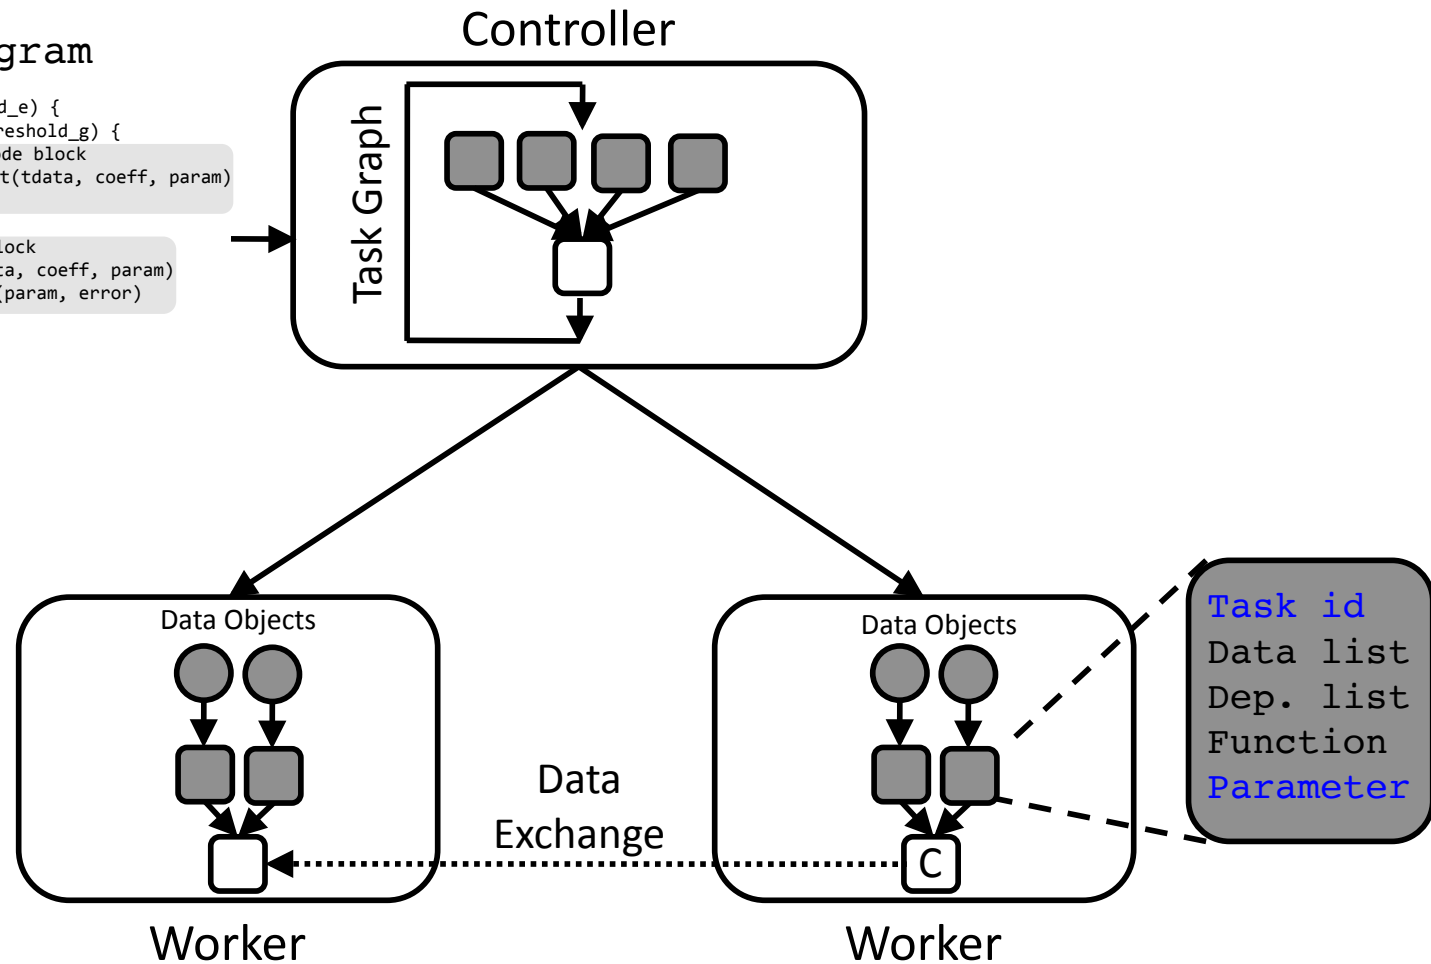 Controller
gram
d_e) {
reshold_g) {
de block
t(tdata, coeff, param)
lock
ta, coeff, param)
(param, error)
Task Graph
Data Objects
Data Objects
Task id
Data list
Dep. list
Function
Parameter
Data
Exchange
C
Worker
Worker